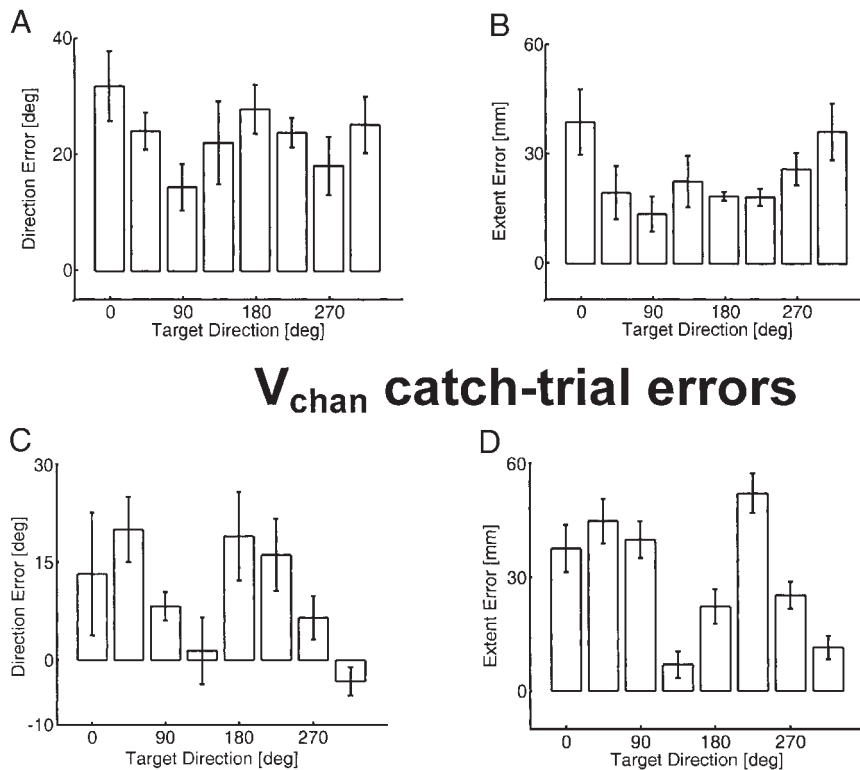 A
Direction Error [deg]
40
20
0
0 90 180 270
Target Direction [deg]
B
Extent Error [mm]
60
30
0
0 90 180 270
Target Direction [deg]
Vchan catch-trial errors
C
Direction Error [deg]
30
15
0
-10
0 90 180 270
Target Direction [deg]
D
Extent Error [mm]
60
30
0
0 90 180 270
Target Direction [deg]